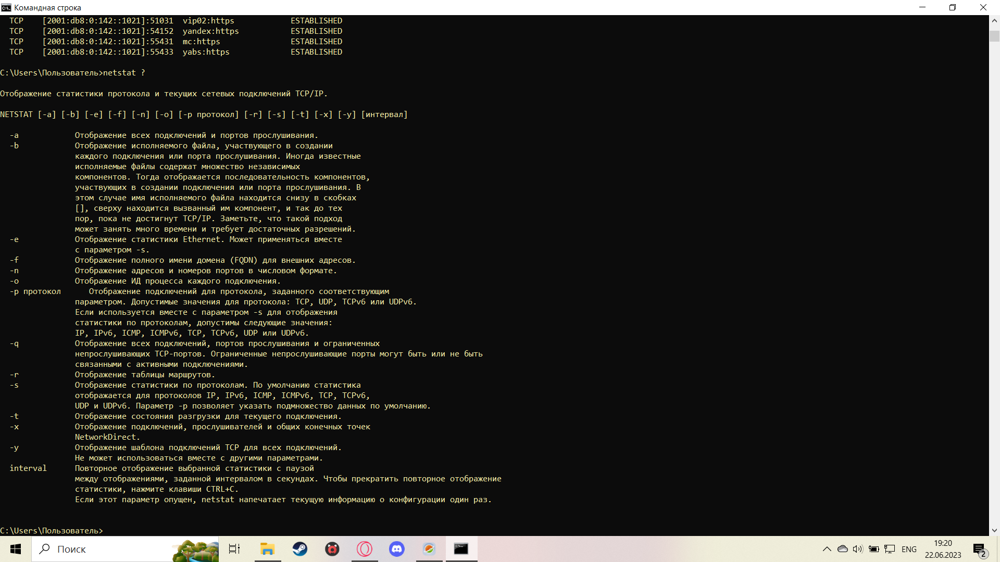 Командная строка
TCP [2001:db8:0:142::1021]:51031 vip02:https ESTABLISHED
TCP [2001:db8:0:142::1021]:54152 yandex:https ESTABLISHED
TCP [2001:db8:0:142::1021]:55431 mc:https ESTABLISHED
TCP [2001:db8:0:142::1021]:55433 yabs:https ESTABLISHED
C:\Users\Пользователь>netstat ?
Отображение статистики протокола и текущих сетевых подключений TCP/IP.
NETSTAT [-a] [-b] [-e] [-f] [-n] [-o] [-p протокол] [-r] [-s] [-t] [-x] [-y] [интервал]
-a Отображение всех подключений и портов прослушивания.
-b Отображение исполняемого файла, участвующего в создании
каждого подключения или порта прослушивания. Иногда известные
исполняемые файлы содержат множество независимых
компонентов. Тогда отображается последовательность компонентов,
участвующих в создании подключения или порта прослушивания. В
этом случае имя исполняемого файла находится снизу в скобках
[], сверху находится вызванный им компонент, и так до тех
пор, пока не достигнут TCP/IP. Заметьте, что такой подход
может занять много времени и требует достаточных разрешений.
-e Отображение статистики Ethernet. Может применяться вместе
с параметром -s.
-f Отображение полного имени домена (FQDN) для внешних адресов.
-n Отображение адресов и номеров портов в числовом формате.
-o Отображение ИД процесса каждого подключения.
-p протокол Отображение подключений для протокола, заданного соответствующим
параметром. Допустимые значения для протокола: TCP, UDP, TCPv6 или UDPv6.
Если используется вместе с параметром -s для отображения
статистики по протоколам, допустимы следующие значения:
IP, IPv6, ICMP, ICMPv6, TCP, TCPv6, UDP или UDPv6.
-q Отображение всех подключений, портов прослушивания и ограниченных
непрослушивающих TCP-портов. Ограниченные непрослушивающие порты могут быть или не быть
связанными с активными подключениями.
-r Отображение таблицы маршрутов.
-s Отображение статистики по протоколам. По умолчанию статистика
отображается для протоколов IP, IPv6, ICMP, ICMPv6, TCP, TCPv6,
UDP и UDPv6. Параметр -p позволяет указать подмножество данных по умолчанию.
-t Отображение состояния разгрузки для текущего подключения.
-x Отображение подключений, прослушивателей и общих конечных точек
NetworkDirect.
-y Отображение шаблона подключений TCP для всех подключений.
Не может использоваться вместе с другими параметрами.
interval Повторное отображение выбранной статистики с паузой
между отображениями, заданной интервалом в секундах. Чтобы прекратить повторное отображение
статистики, нажмите клавиши CTRL+C.
Если этот параметр опущен, netstat напечатает текущую информацию о конфигурации один раз.
C:\Users\Пользователь>
Поиск
ENG
19:20
22.06.2023
2